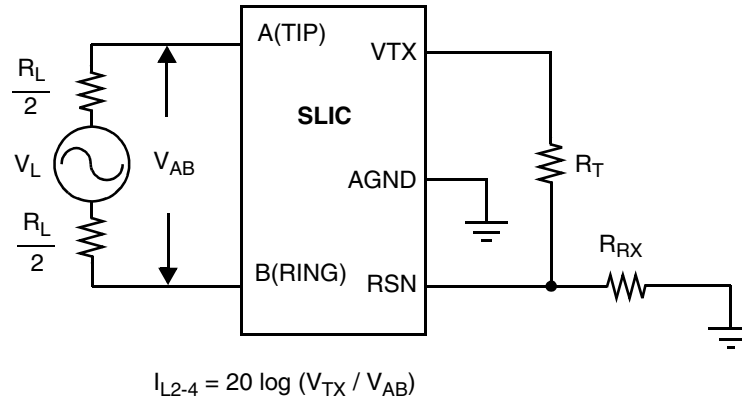 A(TIP)
VTX
R_L
2
SLIC
V_L
V_AB
R_T
AGND
R_L
2
R_RX
B(RING)
RSN
I_L2-4 = 20 log (V_TX / V_AB)